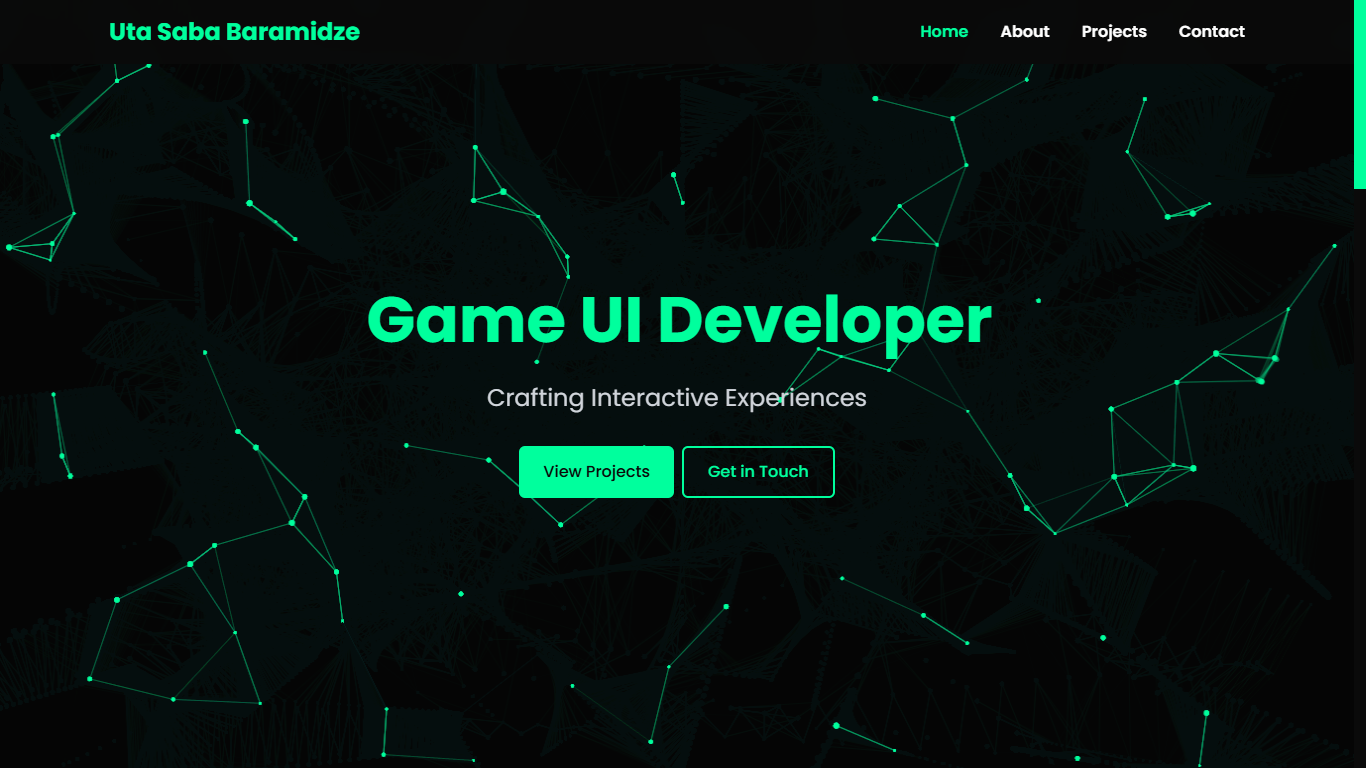 Uta Saba Baramidze
Home About Projects Contact
Game UI Developer
Crafting Interactive Experiences
View Projects Get in Touch